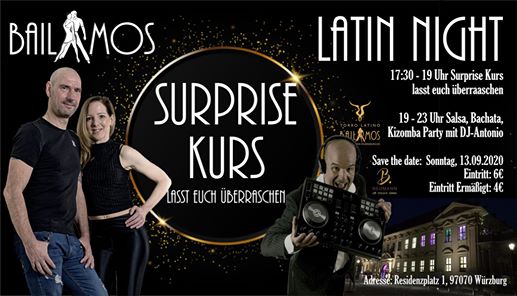 BAILAMOS
LATIN NIGHT
17:30 - 19 Uhr Surprise Kurs
lasst euch überraaschen
SURPRISE
KURS
LASST EUCH ÜBERRASCHEN
19 - 23 Uhr Salsa, Bachata,
Kizomba Party mit DJ-Antonio
TORRO LATINO
BAILAMOS
Save the date: Sonntag, 13.09.2020
Eintritt: 6€
Eintritt Ermäßigt: 4€
B.
Adresse: Residenzplatz 1, 97070 Würzburg